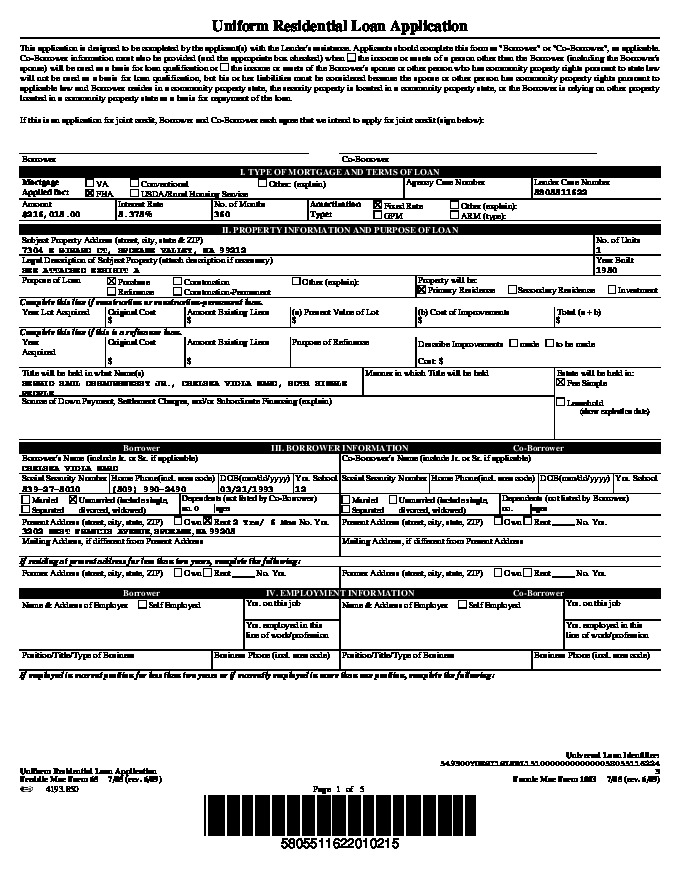 Uniform Residential Loan Application
This application is designed to be completed by the applicant(s) with the Lender's assistance. Applicants should complete this form as "Borrower" or "Co-Borrower", as applicable.
Co-Borrower information must also be provided (and the appropriate box checked) when the income or assets of a person other than the Borrower (including the Borrower's
spouse) will be used as a basis for loan qualification or the income or assets of the Borrower's spouse or other person who has community property rights pursuant to state law
will not be used as a basis for loan qualification, but his or her liabilities must be considered because the spouse or other person has community property rights pursuant to
applicable law and Borrower resides in a community property state, the security property is located in a community property state, or the Borrower is relying on other property
located in a community property state as a basis for repayment of the loan.
If this is an application for joint credit, Borrower and Co-Borrower each agree that we intend to apply for joint credit (sign below):
Borrower Co-Borrower
I. TYPE OF MORTGAGE AND TERMS OF LOAN
Mortgage VA Conventional Other: (explain) Agency Case Number Lender Case Number
Applied for: FHA USDA/Rural Housing Service
Amount Interest Rate No. of Months Amortization Fixed Rate Other (explain):
$216,015.00 360 Type: GPM ARM (type):
II. PROPERTY INFORMATION AND PURPOSE OF LOAN
Subject Property Address (street, city, state & ZIP) No. of Units
CT, SPOKANE VALLEY, WA 99212 1
Legal Description of Subject Property (attach description if necessary) Year Built
SEE ATTACHED EXHIBIT A 1980
Purpose of Loan Purchase Construction Other (explain): Property will be:
Refinance Construction-Permanent Primary Residence Secondary Residence Investment
Complete this line if construction or construction-permanent loan.
Year Lot Acquired Original Cost Amount Existing Liens (a) Present Value of Lot (b) Cost of Improvements Total (a + b)
$ $ $ $ $
Complete this line if this is a refinance loan.
Year Original Cost Amount Existing Liens Purpose of Refinance Describe Improvements made to be made
Acquired
$ $ Cost: $
Title will be held in what Name(s) Manner in which Title will be held Estate will be held in:
JR., CHELSEA VIOLA BOTH SINGLE Fee Simple
PEOPLE
Source of Down Payment, Settlement Charges, and/or Subordinate Financing (explain) Leasehold
(show expiration date)
Borrower III. BORROWER INFORMATION Co-Borrower
Borrower's Name (include Jr. or Sr. if applicable) Co-Borrower's Name (include Jr. or Sr. if applicable)
CHELSEA VIOLA
Social Security Number Home Phone(incl. area code) DOB(mm/dd/yyyy) Yrs. School Social Security Number Home Phone(incl. area code) DOB(mm/dd/yyyy) Yrs. School
839-27-8010 (809) 990-2490 03/21/1993 12
Married Unmarried (include single, Dependents (not listed by Co-Borrower) Married Unmarried (include single, Dependents (not listed by Borrower)
Separated divorced, widowed) no. 0 ages Separated divorced, widowed) no. ages
Present Address (street, city, state, ZIP) Own Rent 2 Yrs/ 6 Mos No. Yrs. Present Address (street, city, state, ZIP) Own Rent No. Yrs.
3202 WEST FRANCIS AVENUE, SPOKANE, WA 99205
Mailing Address, if different from Present Address Mailing Address, if different from Present Address
If residing at present address for less than two years, complete the following:
Former Address (street, city, state, ZIP) Own Rent No. Yrs. Former Address (street, city, state, ZIP) Own Rent No. Yrs.
Borrower IV. EMPLOYMENT INFORMATION Co-Borrower
Name & Address of Employer Self Employed Yrs. on this job Name & Address of Employer Self Employed Yrs. on this job
Yrs. employed in this Yrs. employed in this
line of work/profession line of work/profession
Position/Title/Type of Business Business Phone (incl. area code) Position/Title/Type of Business Business Phone (incl. area code)
If employed in current position for less than two years or if currently employed in more than one position, complete the following:
Universal Loan Identifier:
Uniform Residential Loan Application
Freddie Mac Form 65 7/05 (rev. 6/09) Fannie Mae Form 1003 7/05 (rev. 6/09)
4193.850 Page 1 of 5
5805511622010215